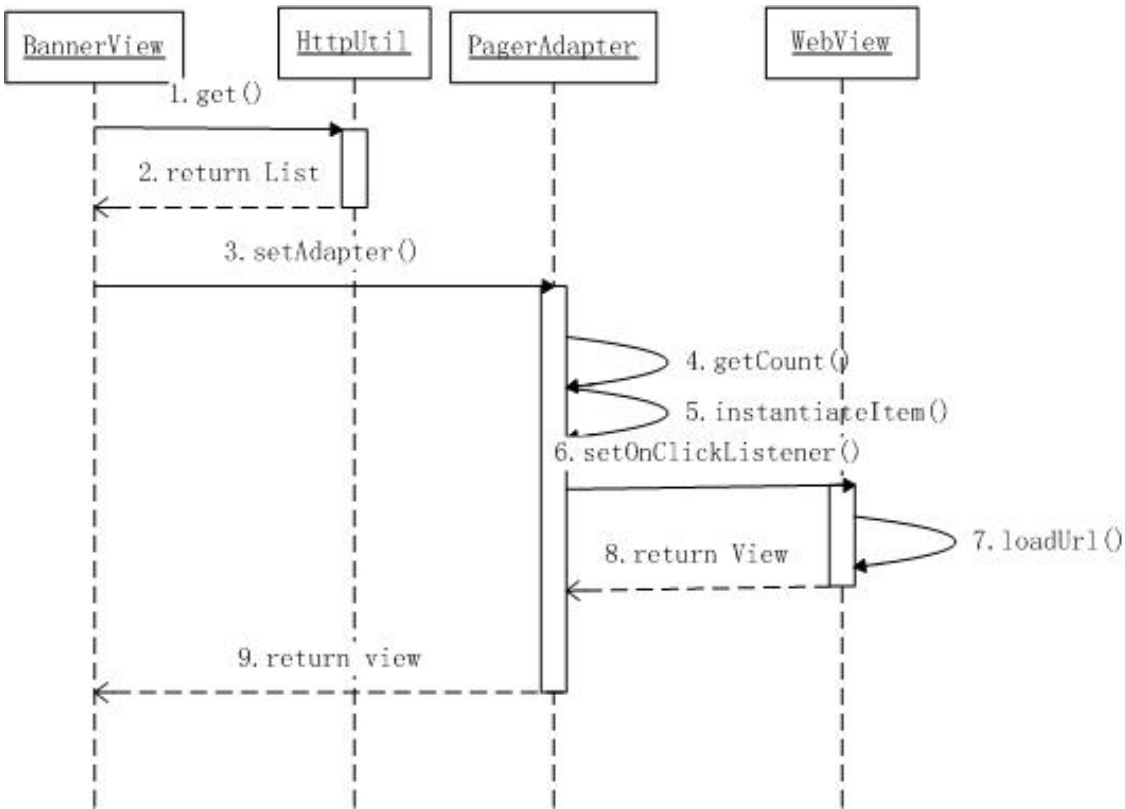 BannerView
HttpUtil
PagerAdapter
WebView
1.get()
2.return List
3.setAdapter()
4.getCount()
5.instantiateItem()
6.setOnClickListener()
7.loadUrl()
8.return View
9.return view